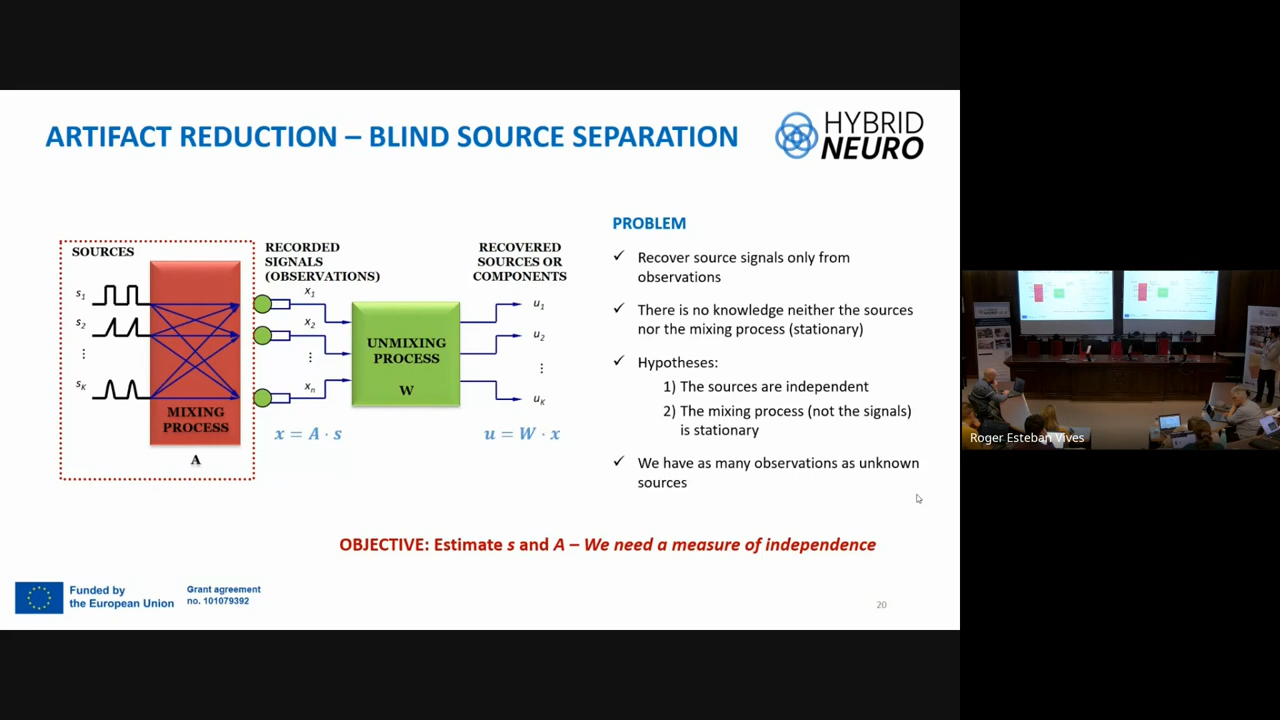 ARTIFACT REDUCTION – BLIND SOURCE SEPARATION
HYBRID
NEURO
SOURCES
RECORDED
SIGNALS
(OBSERVATIONS)
RECOVERED
SOURCES OR
COMPONENTS
s1
s2
⋮
sK
MIXING
PROCESS
A
x1
x2
⋮
xn
x = A · s
UNMIXING
PROCESS
W
u1
u2
⋮
uK
u = W · x
PROBLEM
✓ Recover source signals only from
observations
✓ There is no knowledge neither the sources
nor the mixing process (stationary)
✓ Hypotheses:
1) The sources are independent
2) The mixing process (not the signals)
is stationary
✓ We have as many observations as unknown
sources
OBJECTIVE: Estimate s and A – We need a measure of independence
Funded by
the European Union
Grant agreement
no. 101079392
20
Roger Esteban Vives